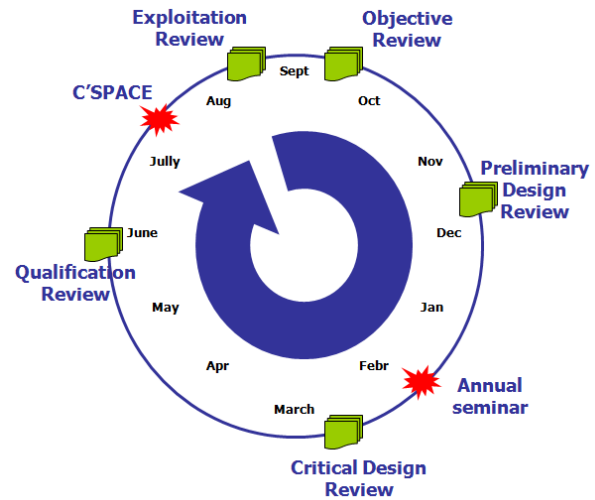 Exploitation
Review
Objective
Review
Sept
C'SPACE
Aug
Oct
Jully
Nov
Preliminary
Design
Review
June
Dec
Qualification
Review
May
Jan
Apr
Febr
Annual
seminar
March
Critical Design
Review